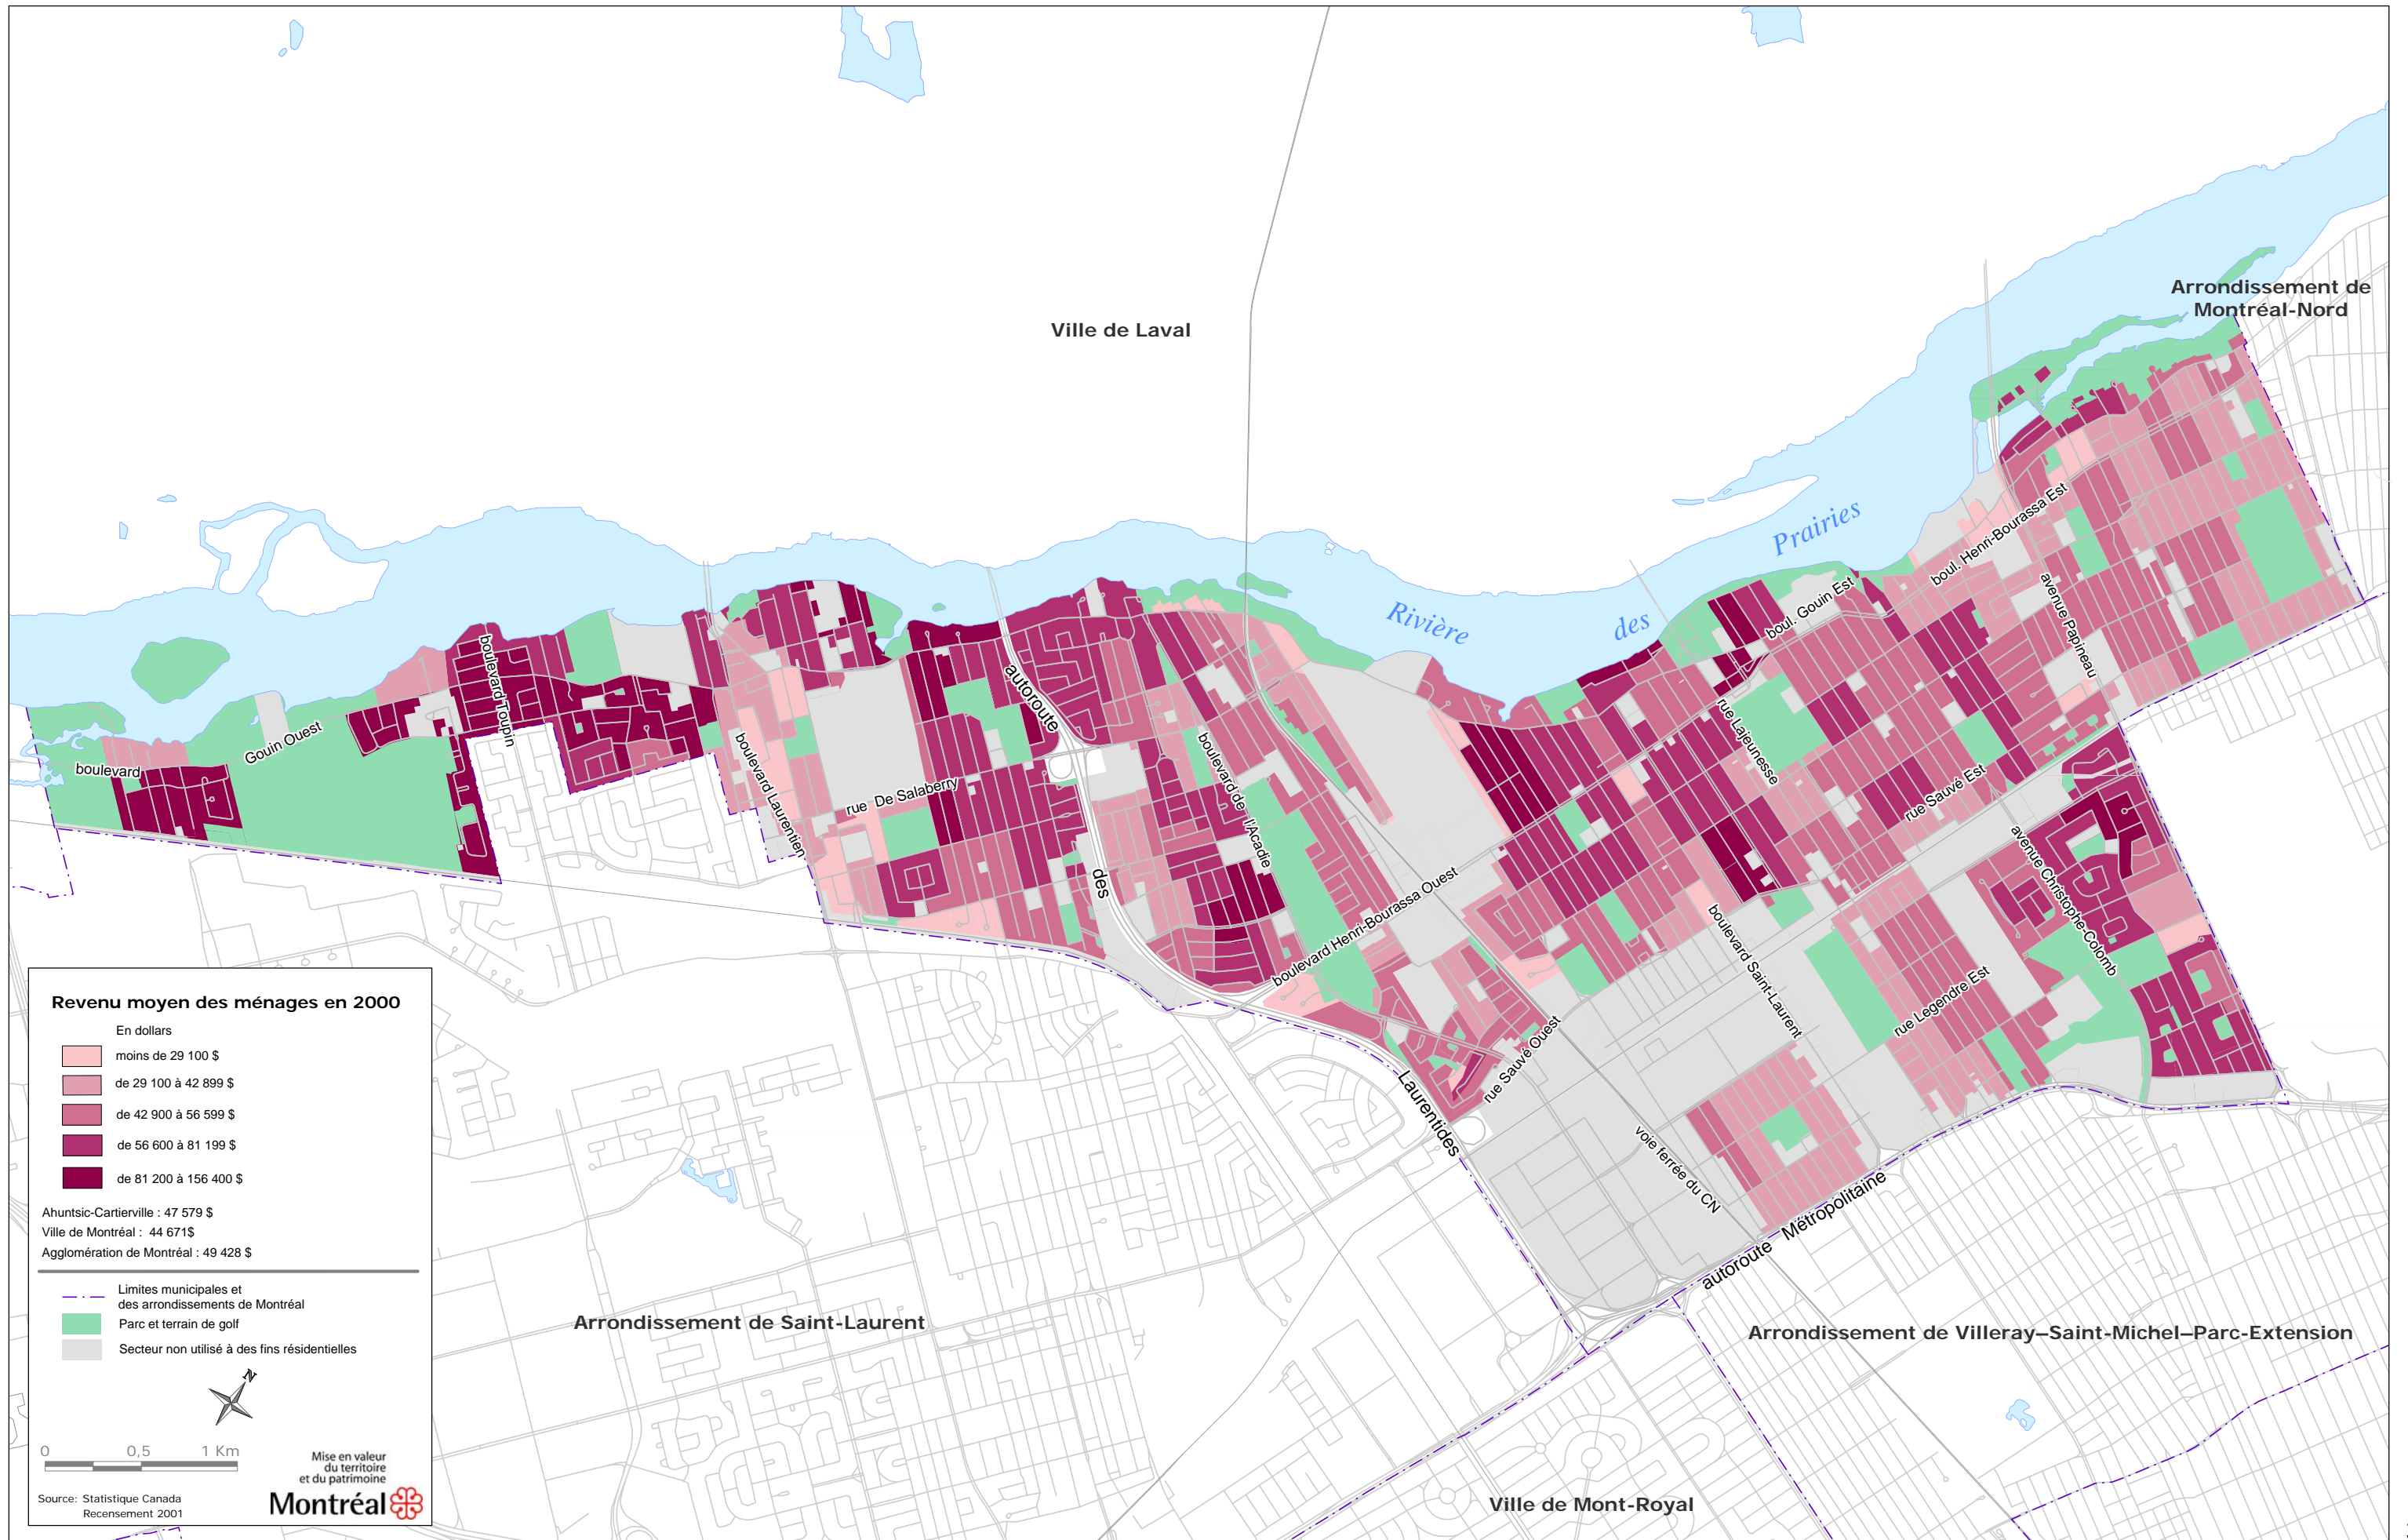 Arrondissement de
Montréal-Nord
Ville de Laval
Rivière
des
Prairies
boulevard
Gouin Ouest
boulevard Toupin
boulevard Laurentien
rue De Salaberry
autoroute
des
Laurentides
boulevard de
l'Acadie
boulevard Henri-Bourassa Ouest
rue Sauvé Ouest
voie ferrée du CN
boulevard Saint-Laurent
rue Lajeunesse
boul. Gouin Est
boul. Henri-Bourassa Est
avenue Papineau
rue Sauvé Est
avenue Christophe-Colomb
rue Legendre Est
autoroute Métropolitaine
Arrondissement de Saint-Laurent
Arrondissement de Villeray–Saint-Michel–Parc-Extension
Ville de Mont-Royal
Revenu moyen des ménages en 2000
En dollars
moins de 29 100 $
de 29 100 à 42 899 $
de 42 900 à 56 599 $
de 56 600 à 81 199 $
de 81 200 à 156 400 $
Ahuntsic-Cartierville : 47 579 $
Ville de Montréal : 44 671$
Agglomération de Montréal : 49 428 $
Limites municipales et
des arrondissements de Montréal
Parc et terrain de golf
Secteur non utilisé à des fins résidentielles
N
0 0,5 1 Km
Mise en valeur
du territoire
et du patrimoine
Montréal
Source: Statistique Canada
Recensement 2001